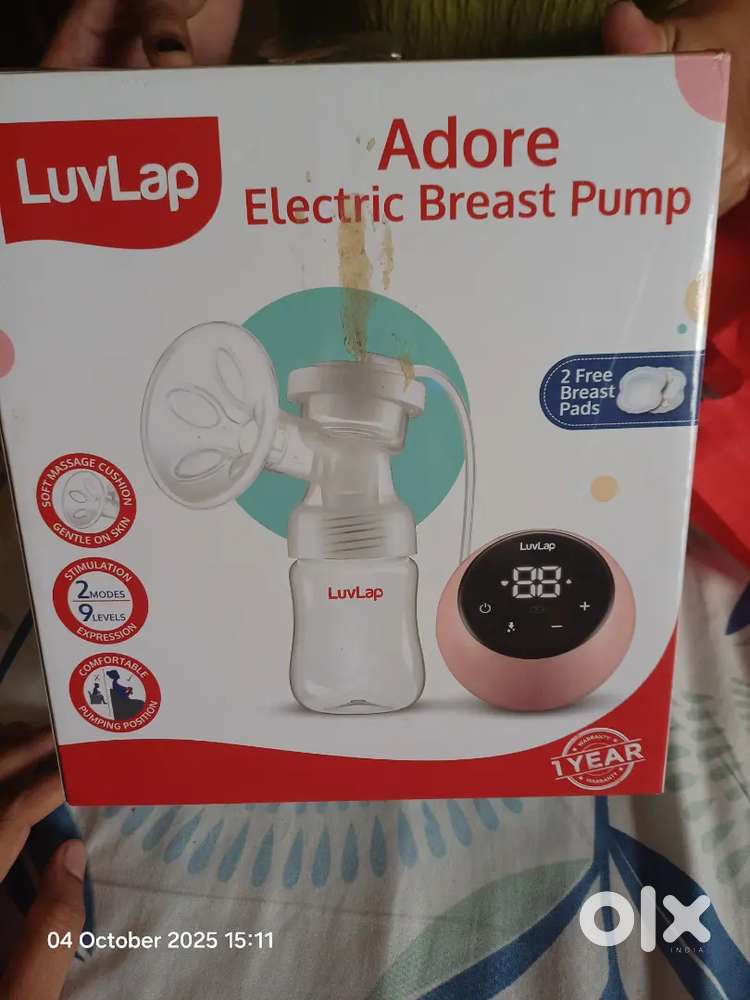 LuvLap
Adore
Electric Breast Pump
2 Free
Breast
Pads
SOFT MASSAGE CUSHION
GENTLE ON SKIN
STIMULATION
2 MODES
9 LEVELS
EXPRESSION
COMFORTABLE
PUMPING POSITION
LuvLap
LuvLap
88
WARRANTY
1 YEAR
WARRANTY
04 October 2025 15:11
olx
INDIA